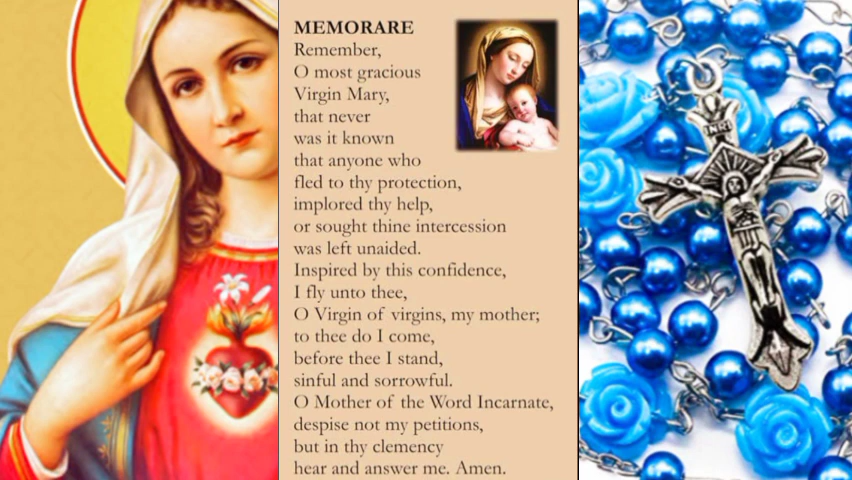 MEMORARE
Remember,
O most gracious
Virgin Mary,
that never
was it known
that anyone who
fled to thy protection,
implored thy help,
or sought thine intercession
was left unaided.
Inspired by this confidence,
I fly unto thee,
O Virgin of virgins, my mother;
to thee do I come,
before thee I stand,
sinful and sorrowful.
O Mother of the Word Incarnate,
despise not my petitions,
but in thy clemency
hear and answer me. Amen.
INRI